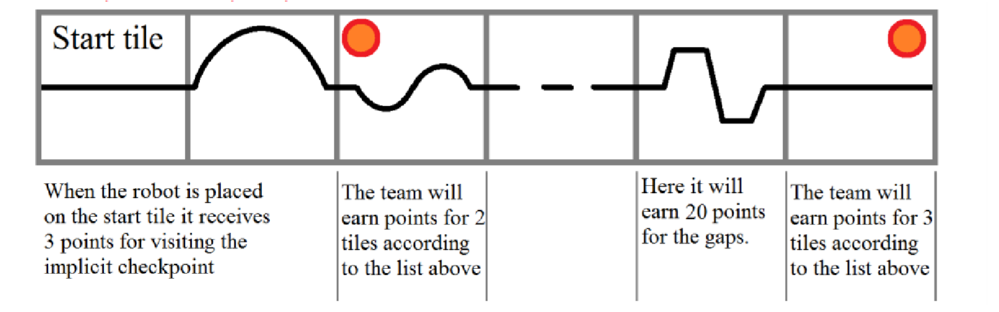 Start tile
When the robot is placed
on the start tile it receives
3 points for visiting the
implicit checkpoint
The team will
earn points for 2
tiles according
to the list above
Here it will
earn 20 points
for the gaps.
The team will
earn points for 3
tiles according
to the list above